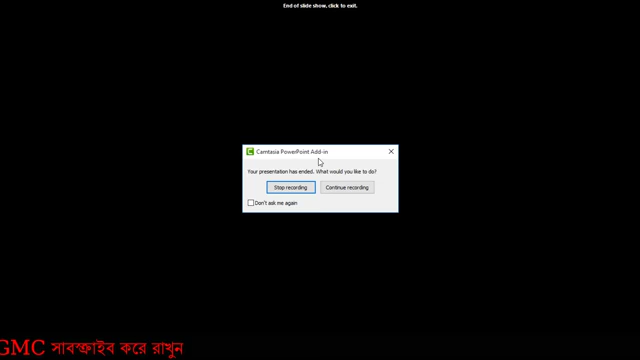 End of slide show, click to exit.
Camtasia PowerPoint Add-in
Your presentation has ended. What would you like to do?
Stop recording
Continue recording
Don't ask me again
GMC সাবস্ক্রাইব করে রাখুন